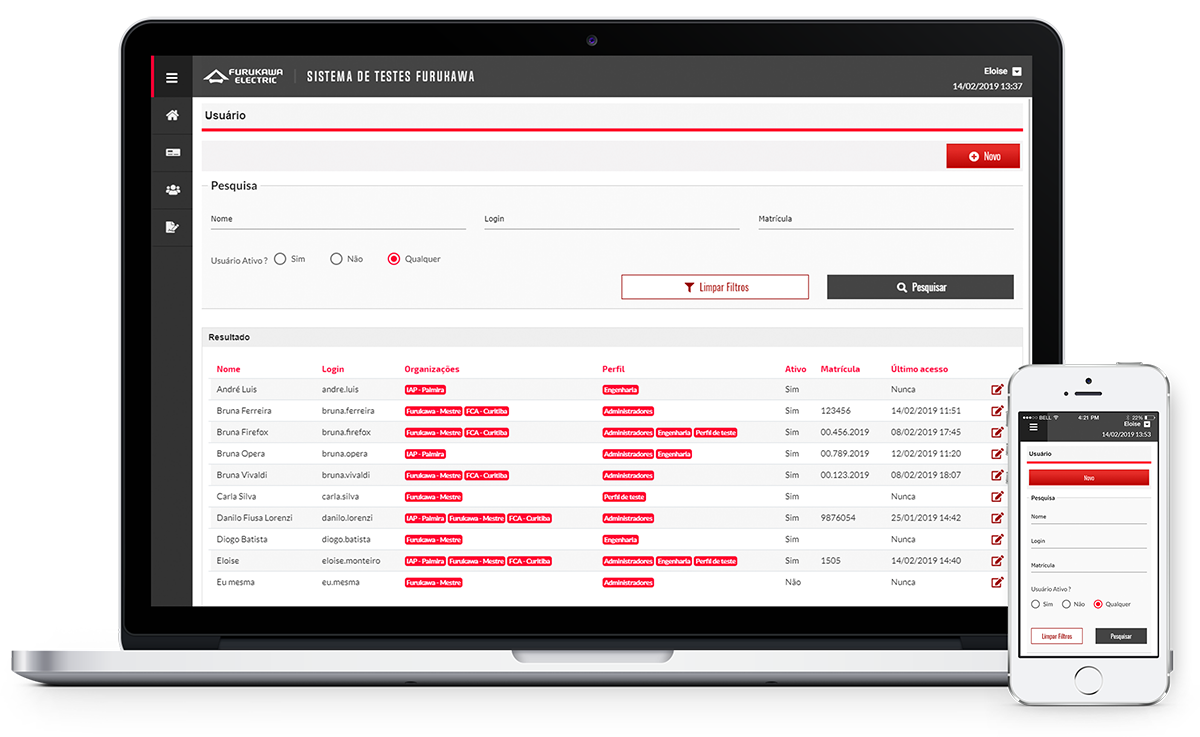 FURUKAWA
ELECTRIC
SISTEMA DE TESTES FURUKAWA
Eloise
14/02/2019 13:37
Usuário
Novo
Pesquisa
Nome Login Matrícula
Usuário Ativo ? Sim Não Qualquer
Limpar Filtros Pesquisar
Resultado
Nome Login Organizações Perfil Ativo Matrícula Último acesso
André Luis andre.luis IAP - Palmira Engenharia Sim Nunca
Bruna Ferreira bruna.ferreira Furukawa - Mestre FCA - Curitiba Administradores Sim 123456 14/02/2019 11:51
Bruna Firefox bruna.firefox Furukawa - Mestre FCA - Curitiba Administradores Engenharia Perfil de teste Sim 00.456.2019 08/02/2019 17:45
Bruna Opera bruna.opera IAP - Palmira Administradores Engenharia Sim 00.789.2019 12/02/2019 11:20
Bruna Vivaldi bruna.vivaldi Furukawa - Mestre FCA - Curitiba Administradores Sim 00.123.2019 08/02/2019 18:07
Carla Silva carla.silva Furukawa - Mestre Perfil de teste Sim Nunca
Danilo Fiusa Lorenzi danilo.lorenzi IAP - Palmira Furukawa - Mestre FCA - Curitiba Administradores Sim 9876054 25/01/2019 14:42
Diogo Batista diogo.batista Furukawa - Mestre Engenharia Sim Nunca
Eloise eloise.monteiro IAP - Palmira Furukawa - Mestre FCA - Curitiba Administradores Engenharia Perfil de teste Sim 1505 14/02/2019 14:40
Eu mesma eu.mesma Furukawa - Mestre Administradores Não Nunca
BELL 4:21 PM 22%
Eloise
14/02/2019 13:53
Usuário
Novo
Pesquisa
Nome
Login
Matrícula
Usuário Ativo ?
Sim Não Qualquer
Limpar Filtros Pesquisar